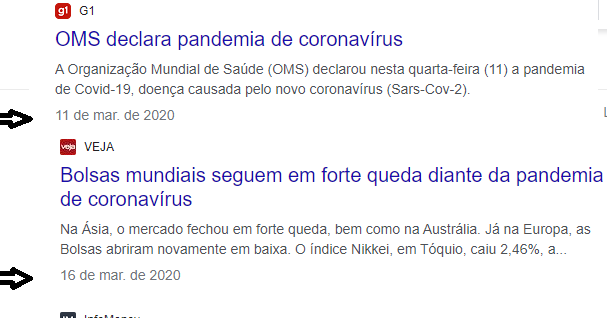 g1 G1
OMS declara pandemia de coronavírus
A Organização Mundial de Saúde (OMS) declarou nesta quarta-feira (11) a pandemia
de Covid-19, doença causada pelo novo coronavírus (Sars-Cov-2).
11 de mar. de 2020
veja VEJA
Bolsas mundiais seguem em forte queda diante da pandemia
de coronavírus
Na Ásia, o mercado fechou em forte queda, bem como na Austrália. Já na Europa, as
Bolsas abriram novamente em baixa. O índice Nikkei, em Tóquio, caiu 2,46%, a...
16 de mar. de 2020